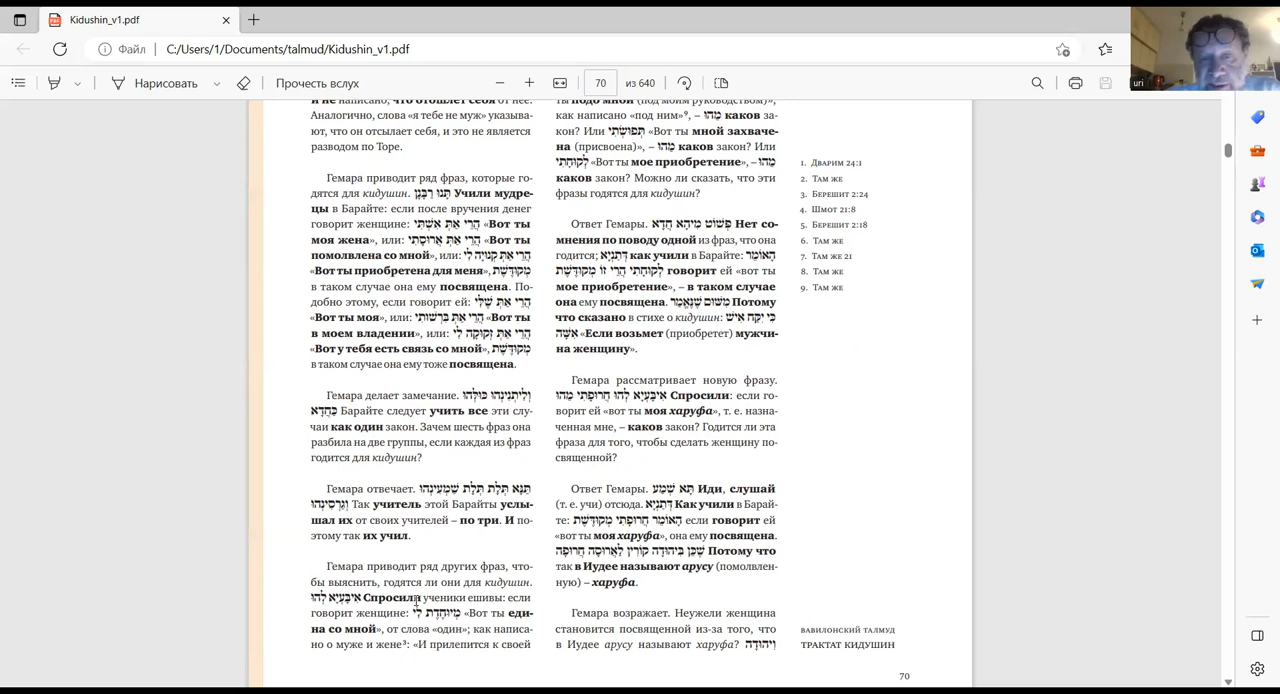 Kidushin_v1.pdf
Файл
C:/Users/1/Documents/talmud/Kidushin_v1.pdf
uri
Нарисовать
Прочесть вслух
70
из 640
и не написано, что отошлет себя от нее.
Аналогично, слова «я тебе не муж» указыва-
ют, что он отсылает себя, и это не является
разводом по Торе.
Гемара приводит ряд фраз, которые го-
дятся для кидушин. תָּנוּ רַבָּנָן Учили мудре-
цы в Барайте: если после вручения денег
говорит женщине: הֲרֵי אַתְּ אִשְׁתִּי «Вот ты
моя жена», или: הֲרֵי אַתְּ אֲרוּסָתִי «Вот ты
помолвлена со мной», или: הֲרֵי אַתְּ קְנוּיָה לִי
«Вот ты приобретена для меня», מְקוּדֶּשֶׁת
в таком случае она ему посвящена. По-
добно этому, если говорит ей: הֲרֵי אַתְּ שֶׁלִּי
«Вот ты моя», или: הֲרֵי אַתְּ בִּרְשׁוּתִי «Вот ты
в моем владении», или: הֲרֵי אַתְּ זְקוּקָה לִי
«Вот у тебя есть связь со мной», מְקוּדֶּשֶׁת
в таком случае она ему тоже посвящена.
Гемара делает замечание. וְלִיתְנִינְהוּ כּוּלְּהוּ
כַּחֲדָא Барайте следует учить все эти слу-
чаи как один закон. Зачем шесть фраз она
разбила на две группы, если каждая из фраз
годится для кидушин?
Гемара отвечает. תַּנָּא תְּלָת תְּלָת שַׁמְעִינְהוּ
וְגַרְסִינְהוּ Так учитель этой Барайты услы-
шал их от своих учителей – по три. И по-
этому так их учил.
Гемара приводит ряд других фраз, что-
бы выяснить, годятся ли они для кидушин.
אִיבַּעְיָא לְהוּ Спросили ученики ешивы: если
говорит женщине: מְיוּחֶדֶת לִי «Вот ты еди-
на со мной», от слова «один»; как написа-
но о муже и жене³: «И прилепится к своей
ты подо мной (под моим руководством)»,
как написано «под ним»⁹, – מַהוּ каков за-
кон? Или תְּפוּשָׂתִי «Вот ты мной захваче-
на (присвоена)», – מַהוּ каков закон? Или
לְקוּחָתִי «Вот ты мое приобретение», – מַהוּ
каков закон? Можно ли сказать, что эти
фразы годятся для кидушин?
Ответ Гемары. פְּשׁוֹט מִיהָא חֲדָא Нет со-
мнения по поводу одной из фраз, что она
годится; דְּתַנְיָא как учили в Барайте: הָאוֹמֵר
לְקוּחָתִי הֲרֵי זוֹ מְקוּדֶּשֶׁת говорит ей «вот ты
мое приобретение», – в таком случае
она ему посвящена. מִשּׁוּם שֶׁנֶּאֱמַר Потому
что сказано в стихе о кидушин: כִּי יִקַּח אִישׁ
אִשָּׁה «Если возьмет (приобретет) мужчи-
на женщину».
Гемара рассматривает новую фразу.
אִיבַּעְיָא לְהוּ חֲרוּפָתִי מַהוּ Спросили: если го-
ворит ей «вот ты моя харуфа», т. е. назна-
ченная мне, – каков закон? Годится ли эта
фраза для того, чтобы сделать женщину по-
священной?
Ответ Гемары. תָּא שְׁמַע Иди, слушай
(т. е. учи) отсюда. דְּתַנְיָא Как учили в Барай-
те: הָאוֹמֵר חֲרוּפָתִי מְקוּדֶּשֶׁת если говорит ей
«вот ты моя харуфа», она ему посвящена.
שֶׁכֵּן בִּיהוּדָה קוֹרִין לַאֲרוּסָה חֲרוּפָה Потому что
так в Иудее называют арусу (помолвлен-
ную) – харуфа.
Гемара возражает. Неужели женщина
становится посвященной из-за того, что
в Иудее арусу называют харуфа? וִיהוּדָה
1. Дварим 24:1
2. Там же
3. Берешит 2:24
4. Шмот 21:8
5. Берешит 2:18
6. Там же
7. Там же 21
8. Там же
9. Там же
ВАВИЛОНСКИЙ ТАЛМУД
ТРАКТАТ КИДУШИН
70